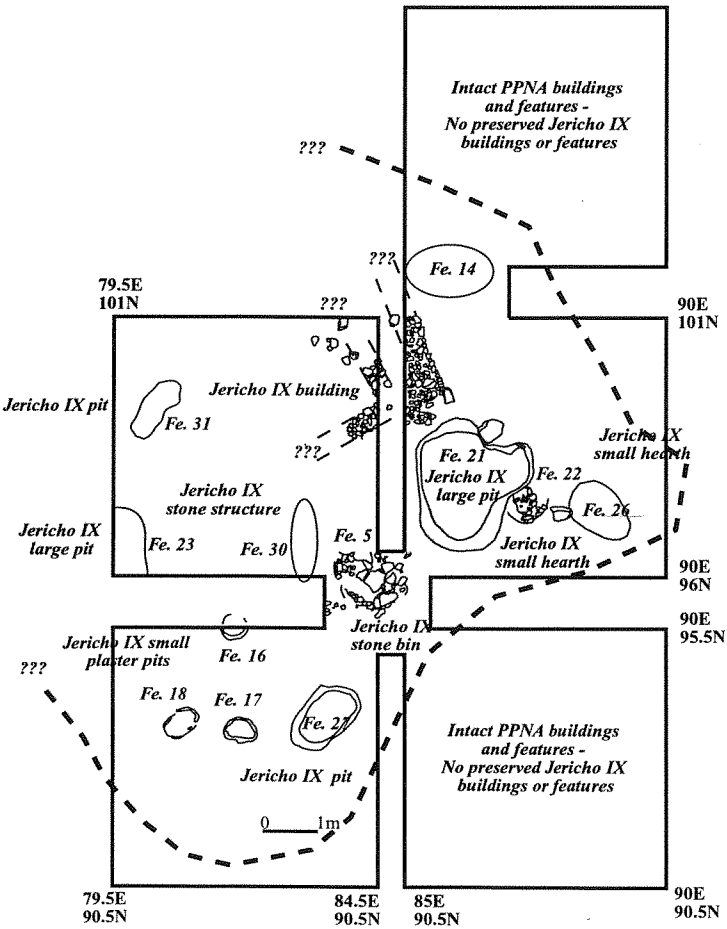 Intact PPNA buildings
and features -
No preserved Jericho IX
buildings or features
???
???
Fe. 14
79.5E
101N
???
90E
101N
Jericho IX pit
Jericho IX building
Fe. 31
Jericho IX
small hearth
???
Fe. 21
Jericho IX
large pit
Fe. 22
Jericho IX
stone structure
Fe. 26
Jericho IX
large pit
Fe. 23
Fe. 30
Fe. 5
Jericho IX
small hearth
90E
96N
90E
95.5N
Jericho IX
stone bin
Jericho IX small
plaster pits
Fe. 16
???
Fe. 18
Fe. 17
Fe. 27
Intact PPNA buildings
and features -
No preserved Jericho IX
buildings or features
Jericho IX pit
0 1m
79.5E
90.5N
84.5E
90.5N
85E
90.5N
90E
90.5N